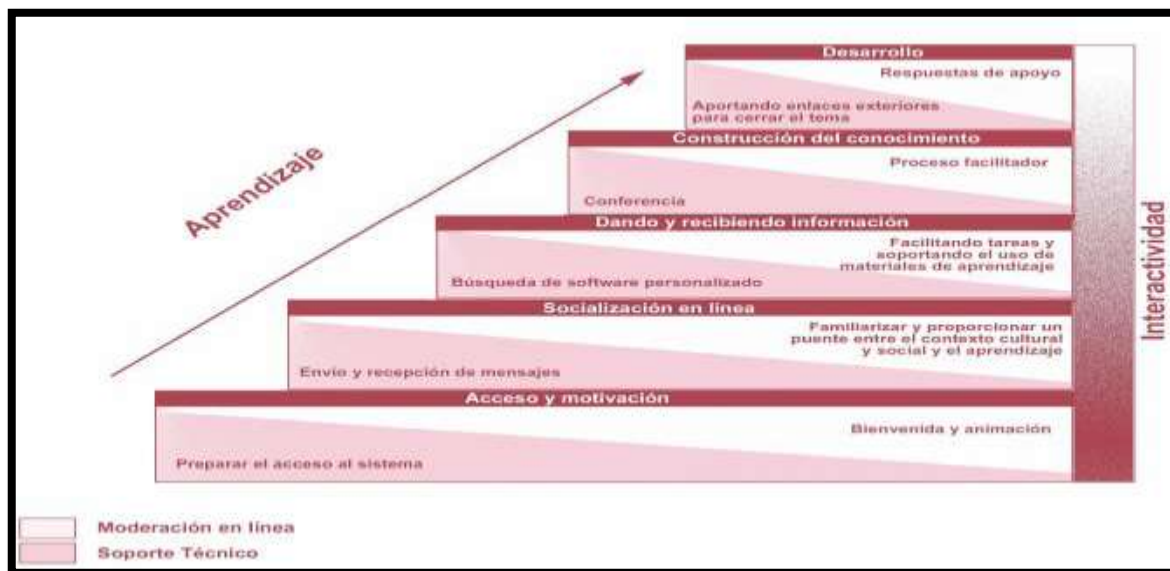 Desarrollo
Respuestas de apoyo
Aportando enlaces exteriores
para cerrar el tema
Construcción del conocimiento
Proceso facilitador
Conferencia
Dando y recibiendo información
Facilitando tareas y
soportando el uso de
materiales de aprendizaje
Búsqueda de software personalizado
Socialización en línea
Familiarizar y proporcionar un
puente entre el contexto cultural
y social y el aprendizaje
Envío y recepción de mensajes
Acceso y motivación
Bienvenida y animación
Preparar el acceso al sistema
Aprendizaje
Interactividad
Moderación en línea
Soporte Técnico